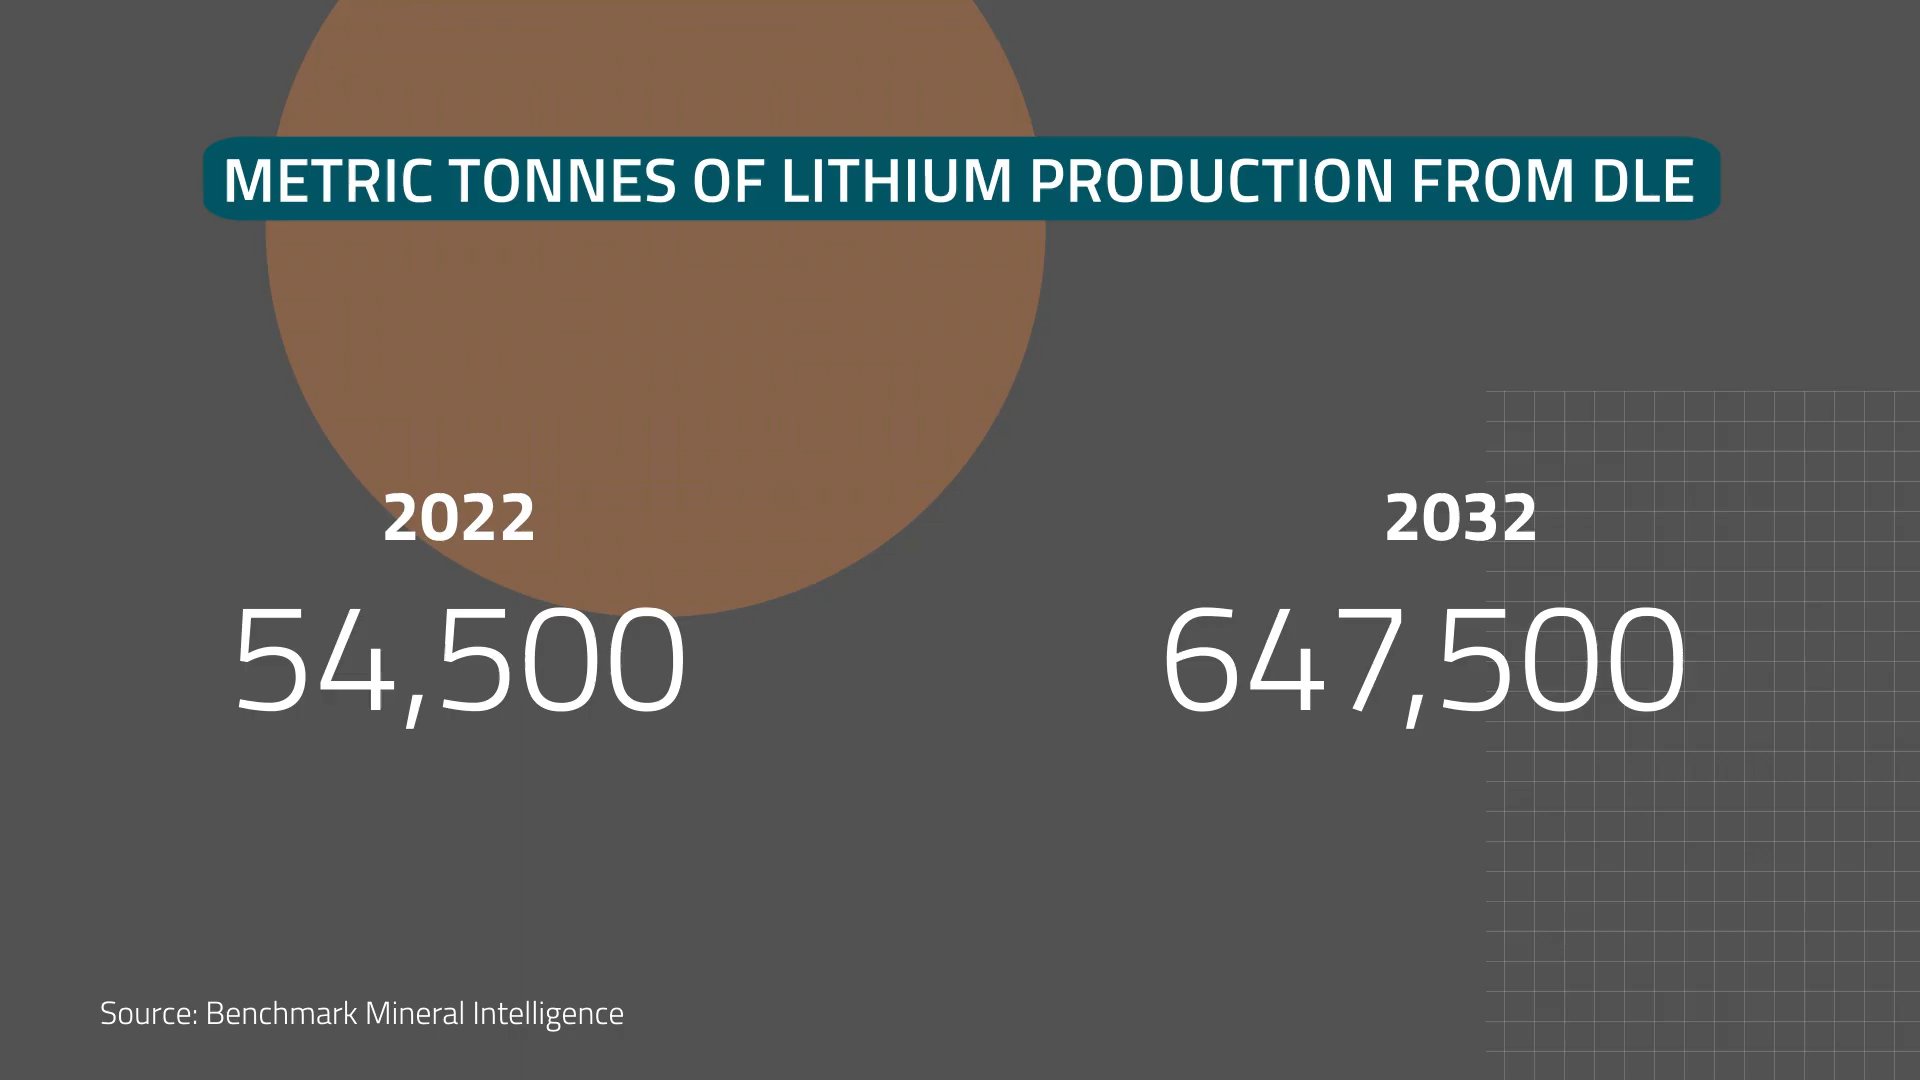 METRIC TONNES OF LITHIUM PRODUCTION FROM DLE
2022
54,500
2032
647,500
Source: Benchmark Mineral Intelligence